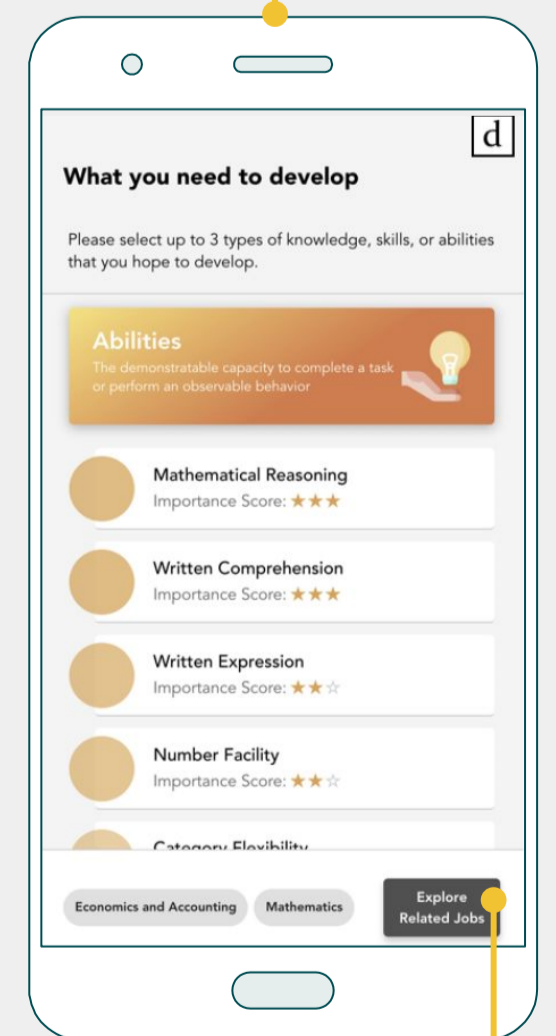 d
What you need to develop
Please select up to 3 types of knowledge, skills, or abilities
that you hope to develop.
Abilities
The demonstratable capacity to complete a task
or perform an observable behavior
Mathematical Reasoning
Importance Score: ★★★
Written Comprehension
Importance Score: ★★★
Written Expression
Importance Score: ★★☆
Number Facility
Importance Score: ★★☆
Category Flexibility
Economics and Accounting
Mathematics
Explore
Related Jobs